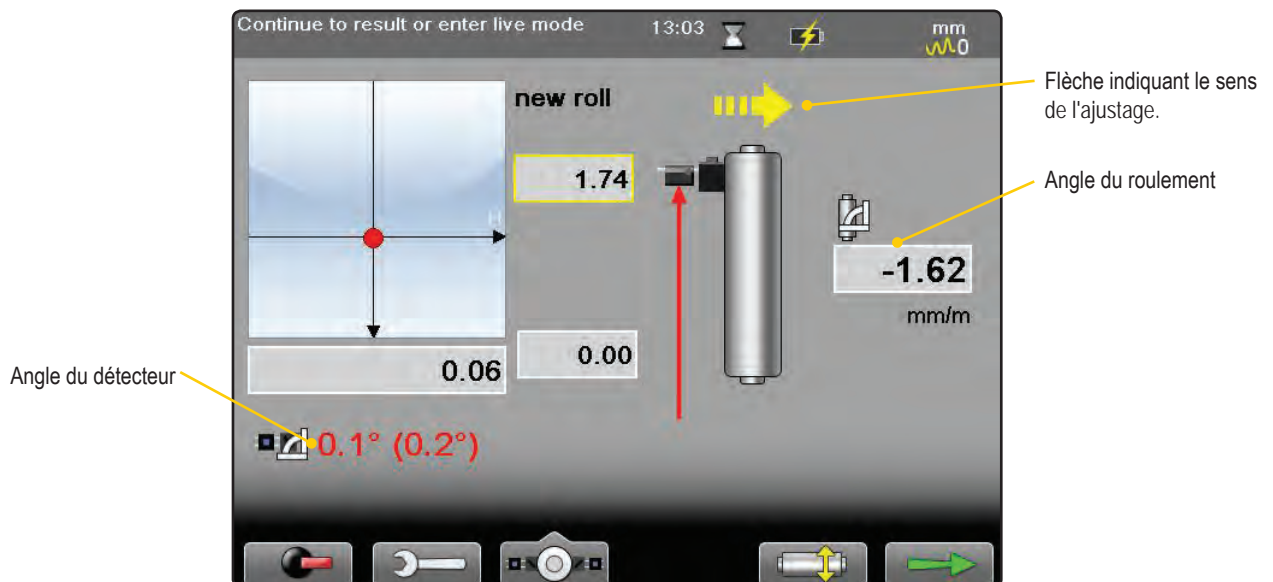 Continue to result or enter live mode 13:03 mm
0
new roll
Flèche indiquant le sens
de l'ajustage.
1.74
Angle du roulement
H
-1.62
mm/m
0.00
0.06
Angle du détecteur
0.1° (0.2°)